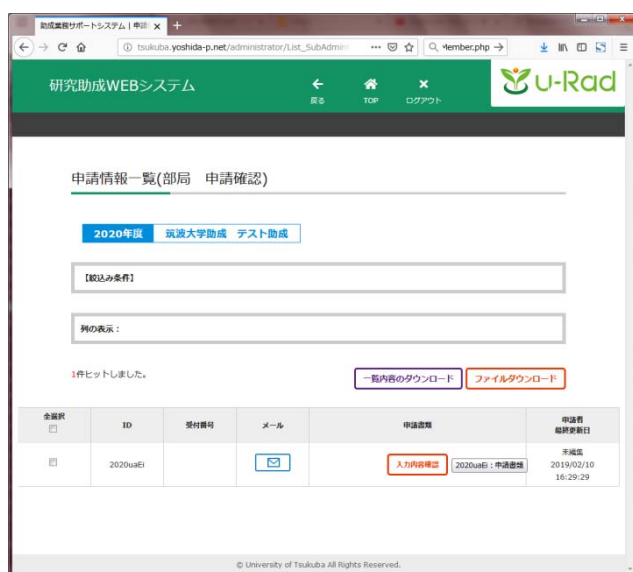 助成業務サポートシステム | 申請
tsukuba.yoshida-p.net/administrator/List_SubAdmin
Member.php
研究助成WEBシステム
戻る
TOP
ログアウト
u-Rad
申請情報一覧(部局 申請確認)
2020年度 筑波大学助成 テスト助成
【絞込み条件】
列の表示：
1件ヒットしました。
一覧内容のダウンロード
ファイルダウンロード
全選択 ID 受付番号 メール 申請書類 申請者
最終更新日
2020uaEi 入力内容確認 2020uaEi：申請書類 未編集
2019/02/10
16:29:29
© University of Tsukuba All Rights Reserved.